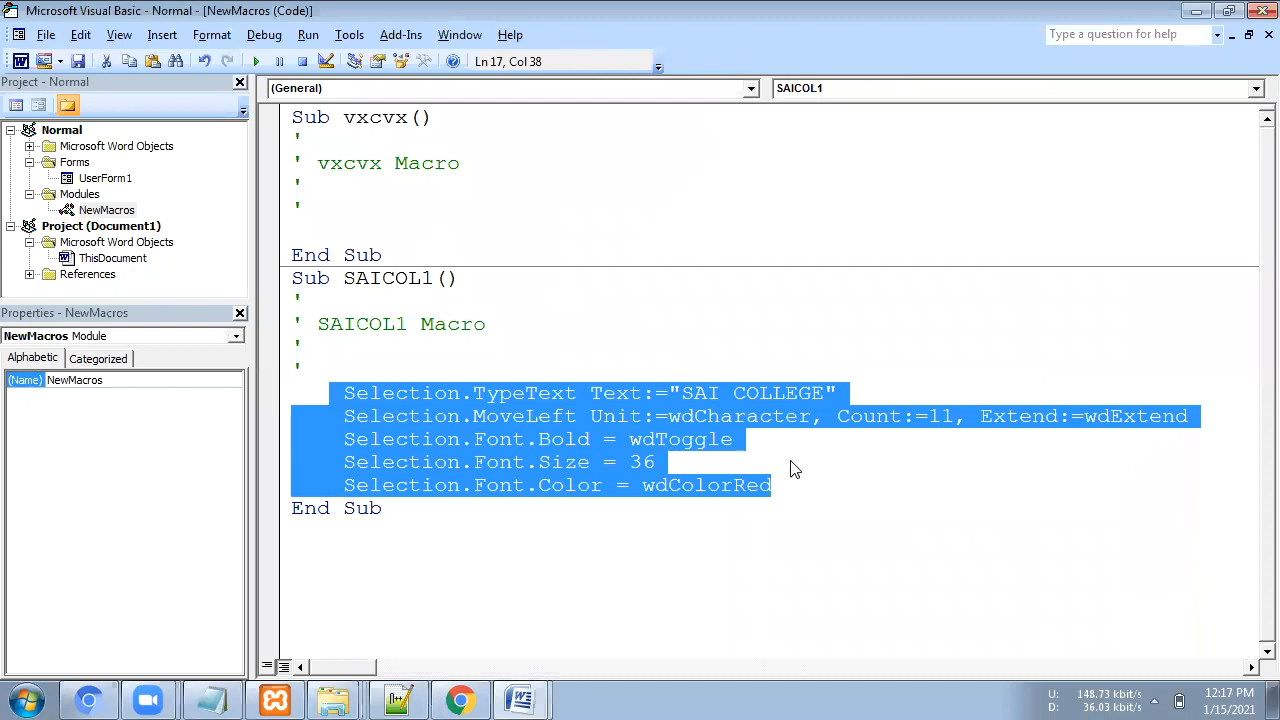 Microsoft Visual Basic - Normal - [NewMacros (Code)]
File Edit View Insert Format Debug Run Tools Add-Ins Window Help
Type a question for help
Ln 17, Col 38
Project - Normal
(General)
SAICOL1
Normal
Microsoft Word Objects
Forms
UserForm1
Modules
NewMacros
Project (Document1)
Microsoft Word Objects
ThisDocument
References
Properties - NewMacros
NewMacros Module
Alphabetic Categorized
(Name) NewMacros
Sub vxcvx()
'
' vxcvx Macro
'
'
End Sub
Sub SAICOL1()
'
' SAICOL1 Macro
'
'
Selection.TypeText Text:="SAI COLLEGE"
Selection.MoveLeft Unit:=wdCharacter, Count:=11, Extend:=wdExtend
Selection.Font.Bold = wdToggle
Selection.Font.Size = 36
Selection.Font.Color = wdColorRed
End Sub
U: 148.73 kbit/s
D: 36.03 kbit/s
12:17 PM
1/15/2021